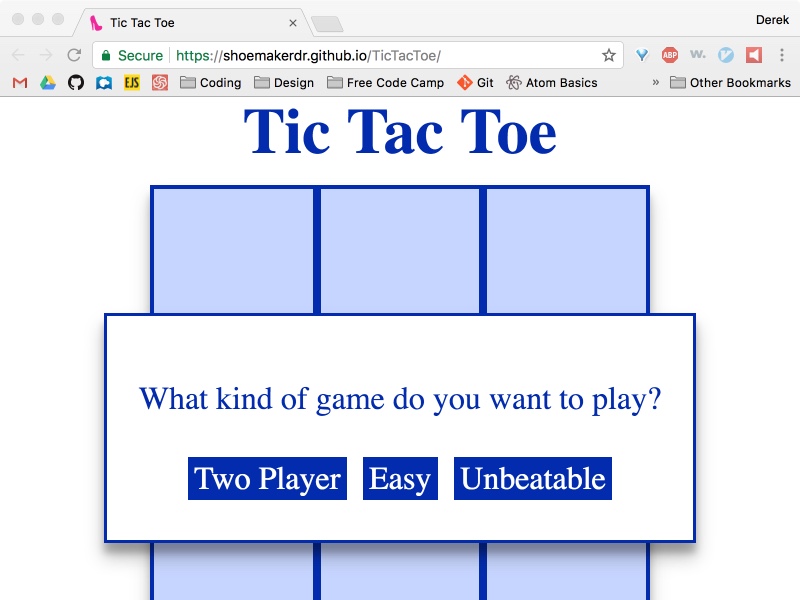 Tic Tac Toe
Derek
Secure https://shoemakerdr.github.io/TicTacToe/
ABP W.
EJS Coding Design Free Code Camp Git Atom Basics » Other Bookmarks
Tic Tac Toe
What kind of game do you want to play?
Two Player Easy Unbeatable